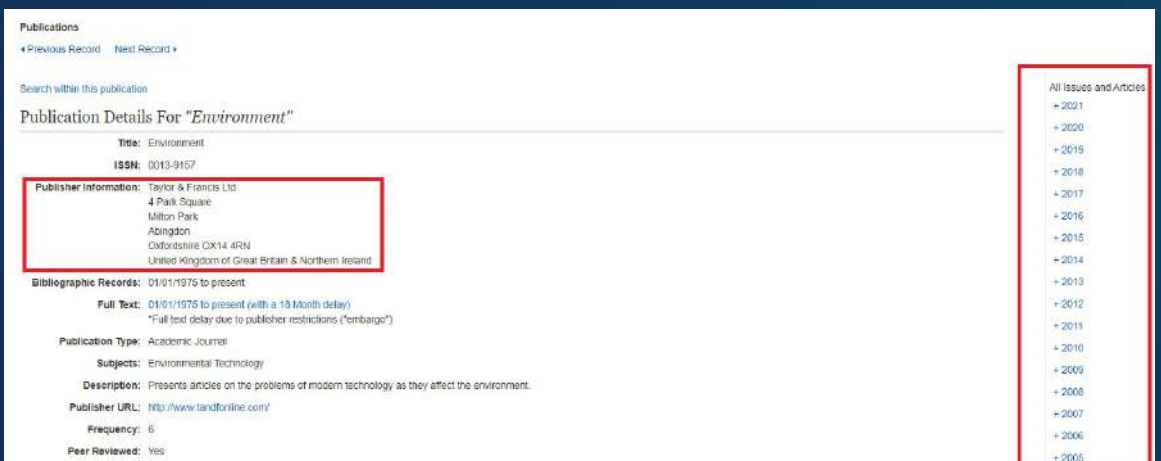 Publications
Previous Record Next Record
Search within this publication
Publication Details For "Environment"
Title: Environment
ISSN: 0013-9157
Publisher Information: Taylor & Francis Ltd
4 Park Square
Milton Park
Abingdon
Oxfordshire OX14 4RN
United Kingdom of Great Britain & Northern Ireland
Bibliographic Records: 01/01/1975 to present
Full Text: 01/01/1975 to present (with a 18 Month delay)
*Full text delay due to publisher restrictions ("embargo")
Publication Type: Academic Journal
Subjects: Environmental Technology
Description: Presents articles on the problems of modern technology as they affect the environment.
Publisher URL: http://www.tandfonline.com/
Frequency: 6
Peer Reviewed: Yes
All Issues and Articles
+ 2021
+ 2020
+ 2019
+ 2018
+ 2017
+ 2016
+ 2015
+ 2014
+ 2013
+ 2012
+ 2011
+ 2010
+ 2009
+ 2008
+ 2007
+ 2006
+ 2005